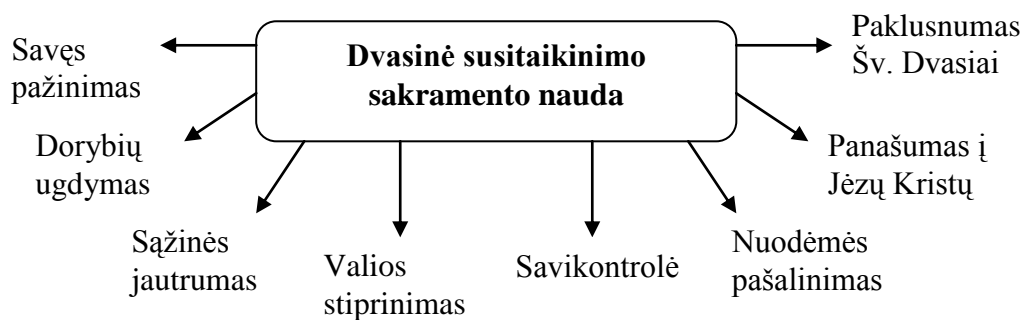 Dvasinė susitaikinimo
sakramento nauda
Savęs
pažinimas
Dorybių
ugdymas
Sąžinės
jautrumas
Valios
stiprinimas
Savikontrolė
Nuodėmės
pašalinimas
Panašumas į
Jėzų Kristų
Paklusnumas
Šv. Dvasiai